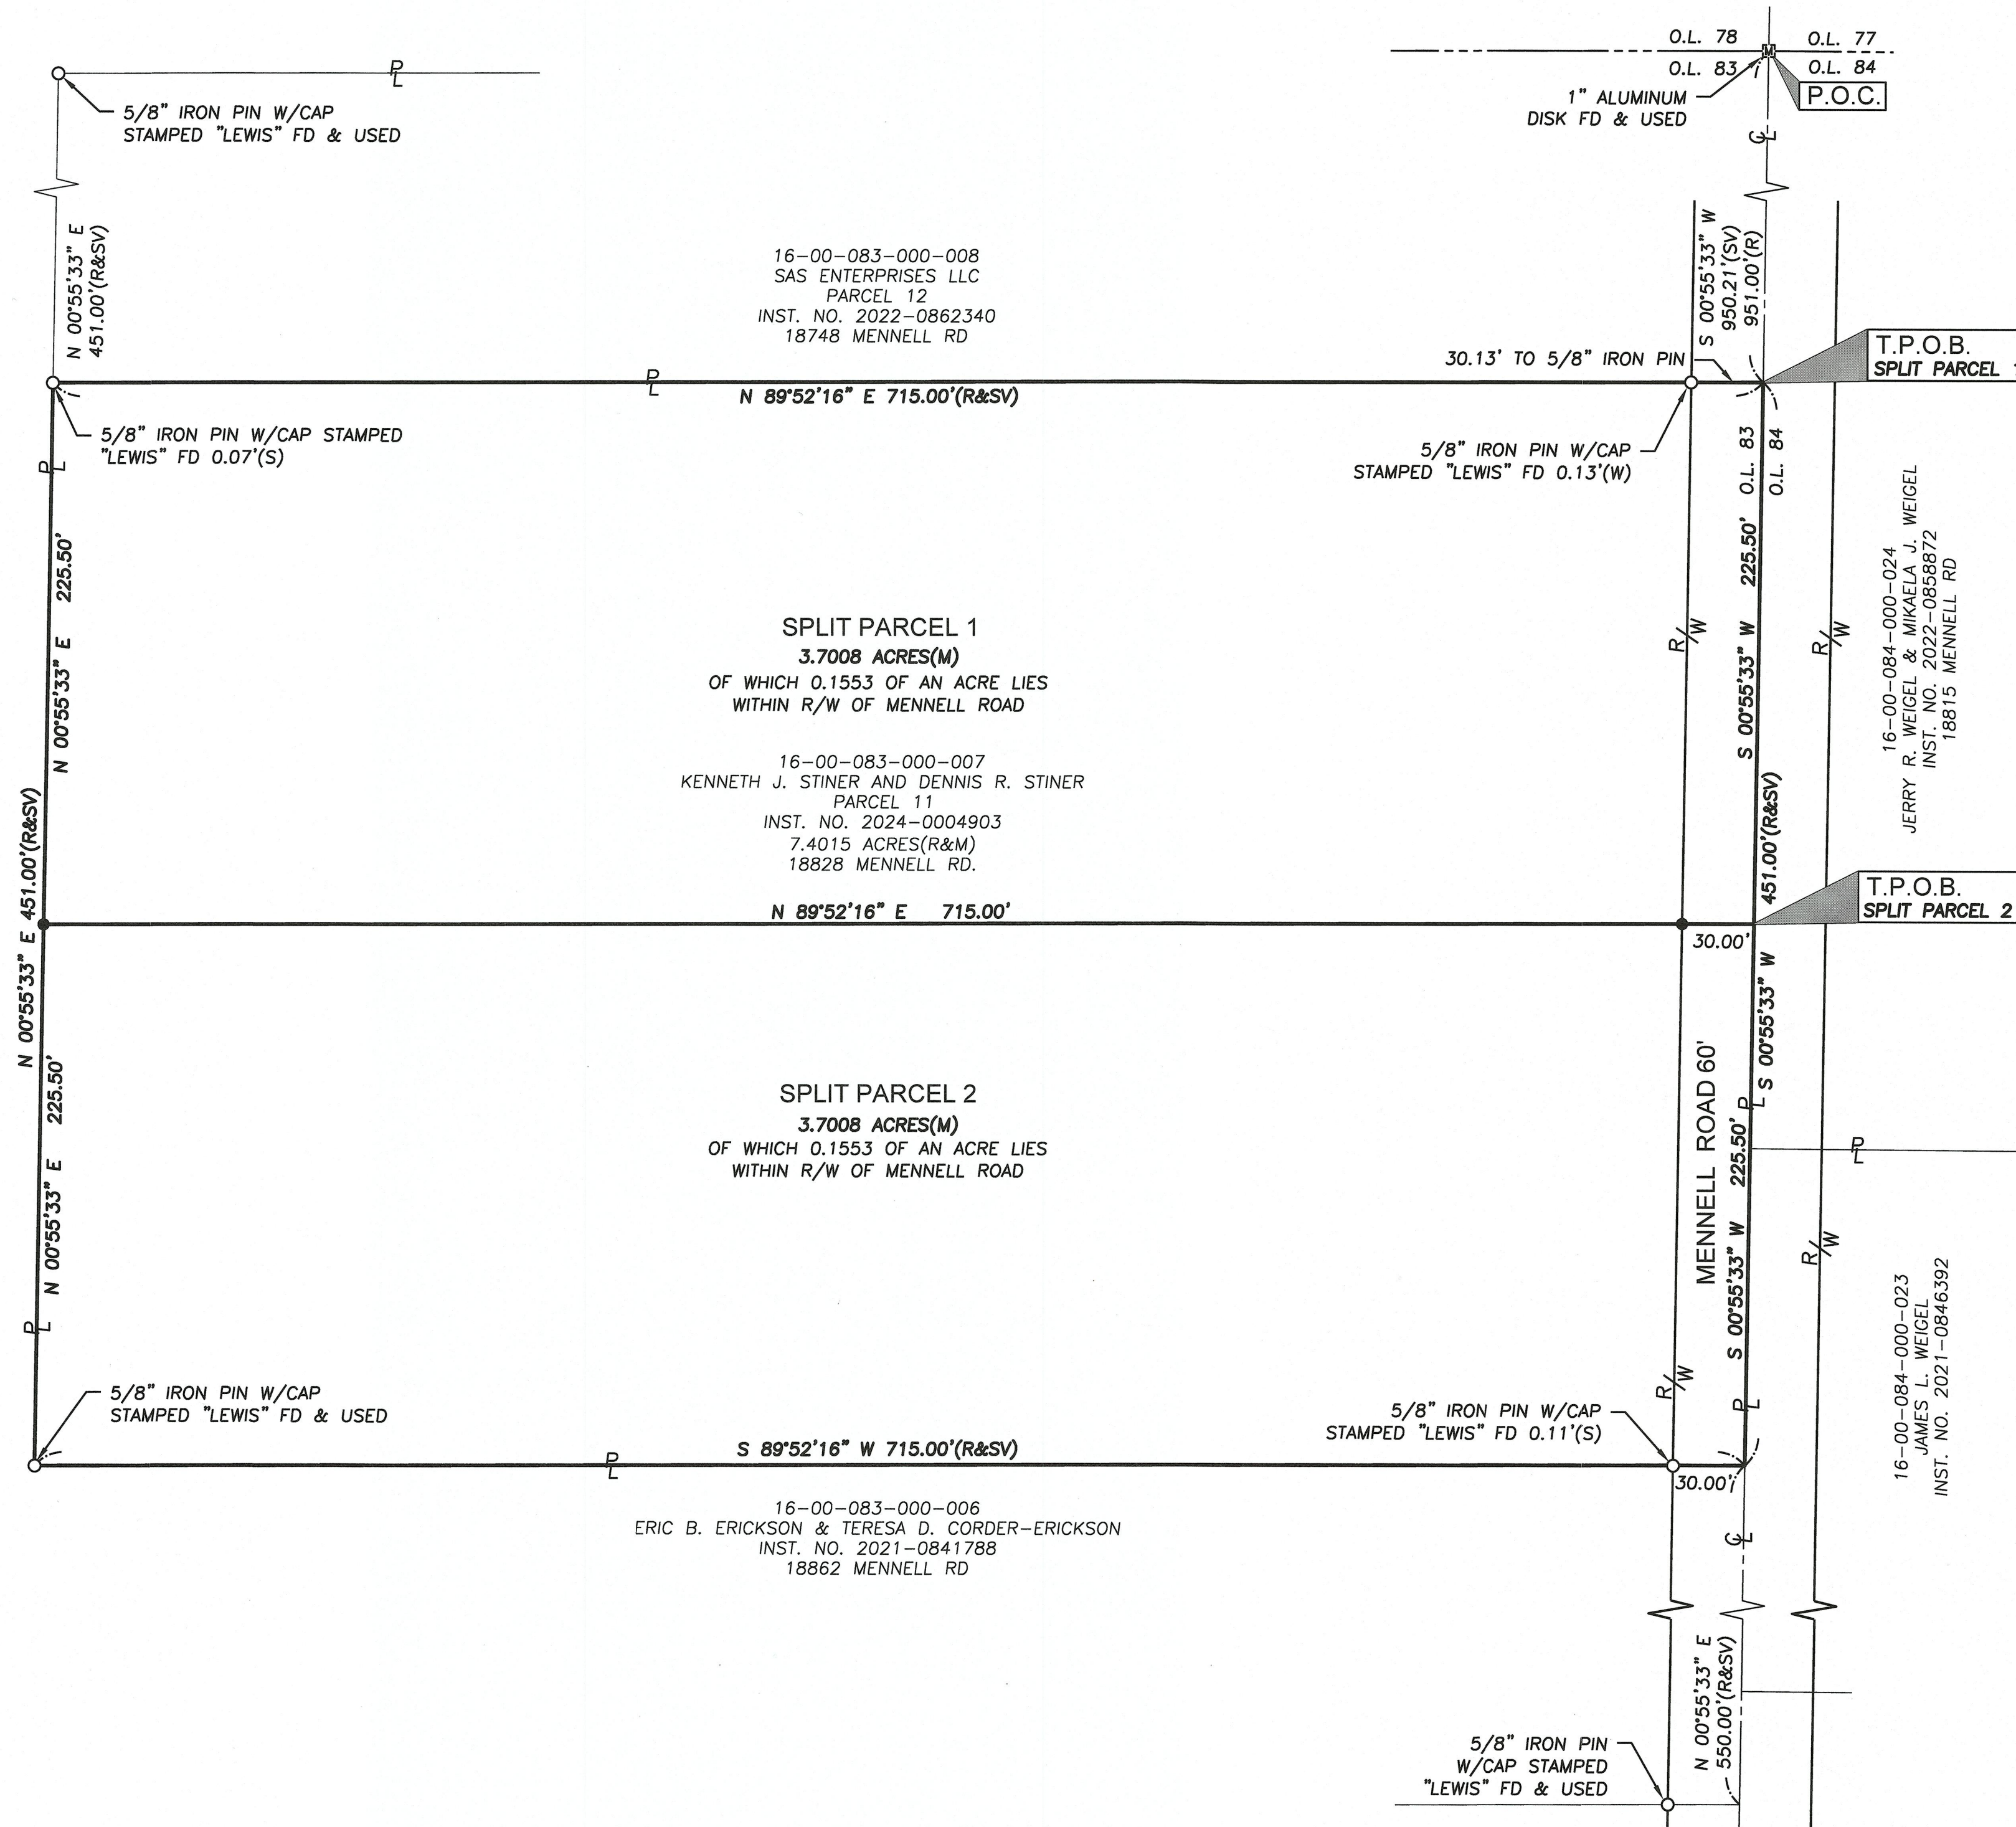 O.L. 78
O.L. 77
O.L. 83
O.L. 84
M
P.O.C.
1" ALUMINUM
DISK FD & USED
PL
5/8" IRON PIN W/CAP
STAMPED "LEWIS" FD & USED
CL
N 00°55'33" E
451.00'(R&SV)
16-00-083-000-008
SAS ENTERPRISES LLC
PARCEL 12
INST. NO. 2022-0862340
18748 MENNELL RD
S 00°55'33" W
950.21'(SV)
951.00'(R)
30.13' TO 5/8" IRON PIN
T.P.O.B.
SPLIT PARCEL
PL
N 89°52'16" E 715.00'(R&SV)
5/8" IRON PIN W/CAP STAMPED
"LEWIS" FD 0.07'(S)
5/8" IRON PIN W/CAP
STAMPED "LEWIS" FD 0.13'(W)
O.L. 83
O.L. 84
PL
N 00°55'33" E 225.50'
S 00°55'33" W 225.50'
R/W
R/W
16-00-084-000-024
JERRY R. WEIGEL & MIKAELA J. WEIGEL
INST. NO. 2022-0858872
18815 MENNELL RD
SPLIT PARCEL 1
3.7008 ACRES(M)
OF WHICH 0.1553 OF AN ACRE LIES
WITHIN R/W OF MENNELL ROAD
16-00-083-000-007
KENNETH J. STINER AND DENNIS R. STINER
PARCEL 11
INST. NO. 2024-0004903
7.4015 ACRES(R&M)
18828 MENNELL RD.
N 00°55'33" E 451.00'(R&SV)
S 00°55'33" W 451.00'(R&SV)
N 89°52'16" E 715.00'
30.00'
T.P.O.B.
SPLIT PARCEL 2
N 00°55'33" E 225.50'
SPLIT PARCEL 2
3.7008 ACRES(M)
OF WHICH 0.1553 OF AN ACRE LIES
WITHIN R/W OF MENNELL ROAD
MENNELL ROAD 60'
S 00°55'33" W 225.50'
PL
PL
R/W
R/W
PL
PL
16-00-084-000-023
JAMES L. WEIGEL
INST. NO. 2021-0846392
5/8" IRON PIN W/CAP
STAMPED "LEWIS" FD & USED
5/8" IRON PIN W/CAP
STAMPED "LEWIS" FD 0.11'(S)
S 89°52'16" W 715.00'(R&SV)
PL
30.00'
16-00-083-000-006
ERIC B. ERICKSON & TERESA D. CORDER-ERICKSON
INST. NO. 2021-0841788
18862 MENNELL RD
CL
N 00°55'33" E
550.00'(R&SV)
5/8" IRON PIN
W/CAP STAMPED
"LEWIS" FD & USED